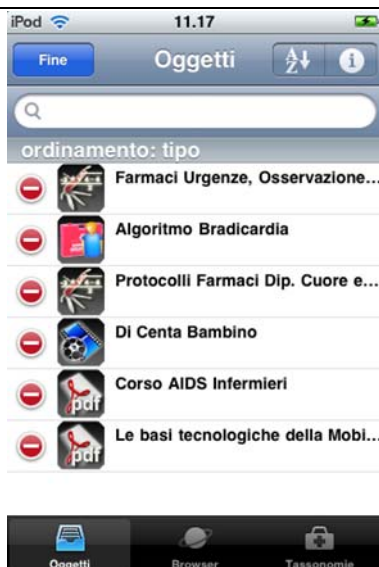 iPod 11.17
Fine Oggetti AZ
ordinamento: tipo
Farmaci Urgenze, Osservazione...
Algoritmo Bradicardia
Protocolli Farmaci Dip. Cuore e...
Di Centa Bambino
pdf Corso AIDS Infermieri
pdf Le basi tecnologiche della Mobi...
Oggetti Browser Tassonomie